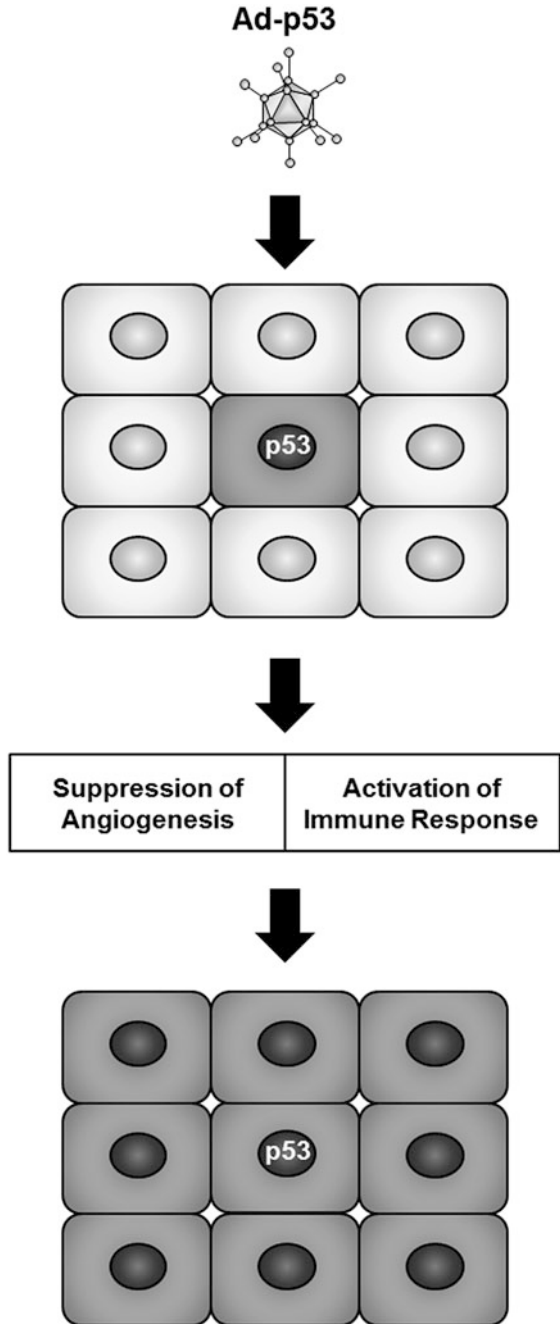 Ad-p53
p53
Suppression of
Angiogenesis
Activation of
Immune Response
p53